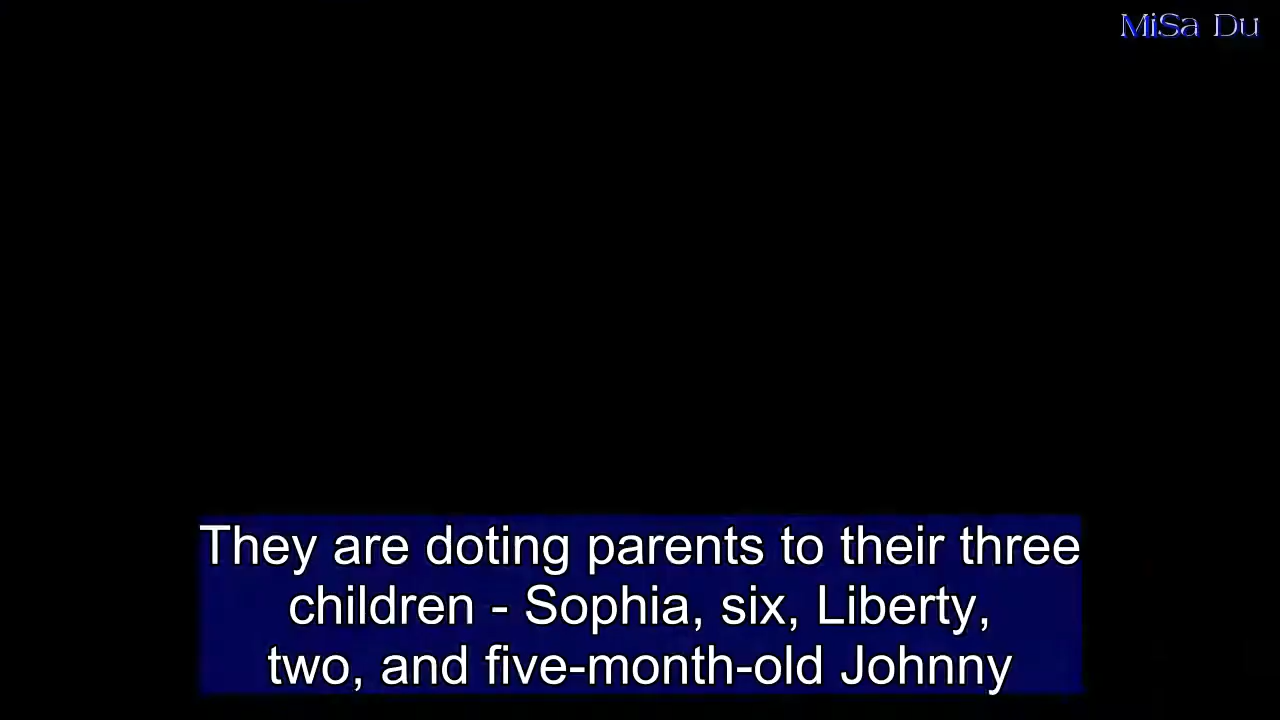 MiSa Du
They are doting parents to their three
children - Sophia, six, Liberty,
two, and five-month-old Johnny